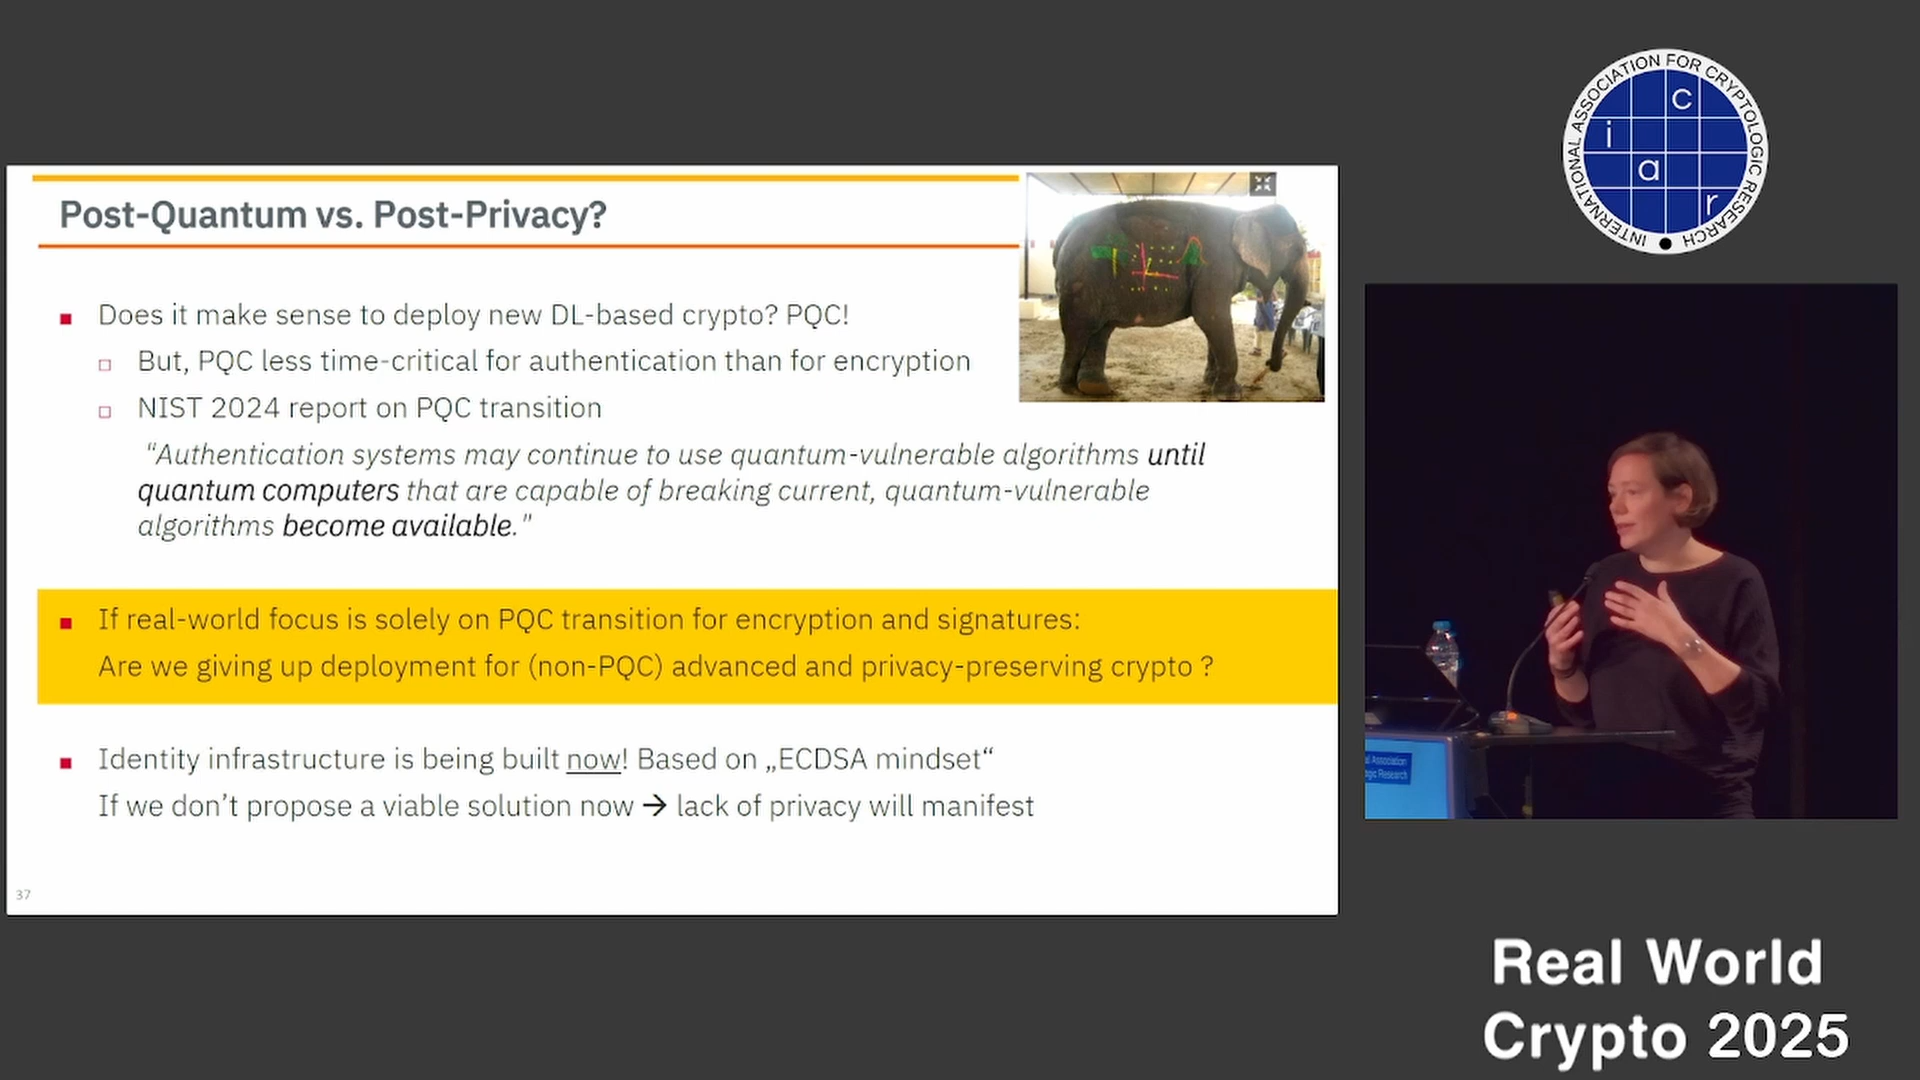 Post-Quantum vs. Post-Privacy?
Does it make sense to deploy new DL-based crypto? PQC!
But, PQC less time-critical for authentication than for encryption
NIST 2024 report on PQC transition
"Authentication systems may continue to use quantum-vulnerable algorithms until
quantum computers that are capable of breaking current, quantum-vulnerable
algorithms become available."
If real-world focus is solely on PQC transition for encryption and signatures:
Are we giving up deployment for (non-PQC) advanced and privacy-preserving crypto ?
Identity infrastructure is being built now! Based on „ECDSA mindset“
If we don’t propose a viable solution now → lack of privacy will manifest
37
INTERNATIONAL ASSOCIATION FOR CRYPTOLOGIC RESEARCH
i a c r
Association
Research
Real World
Crypto 2025